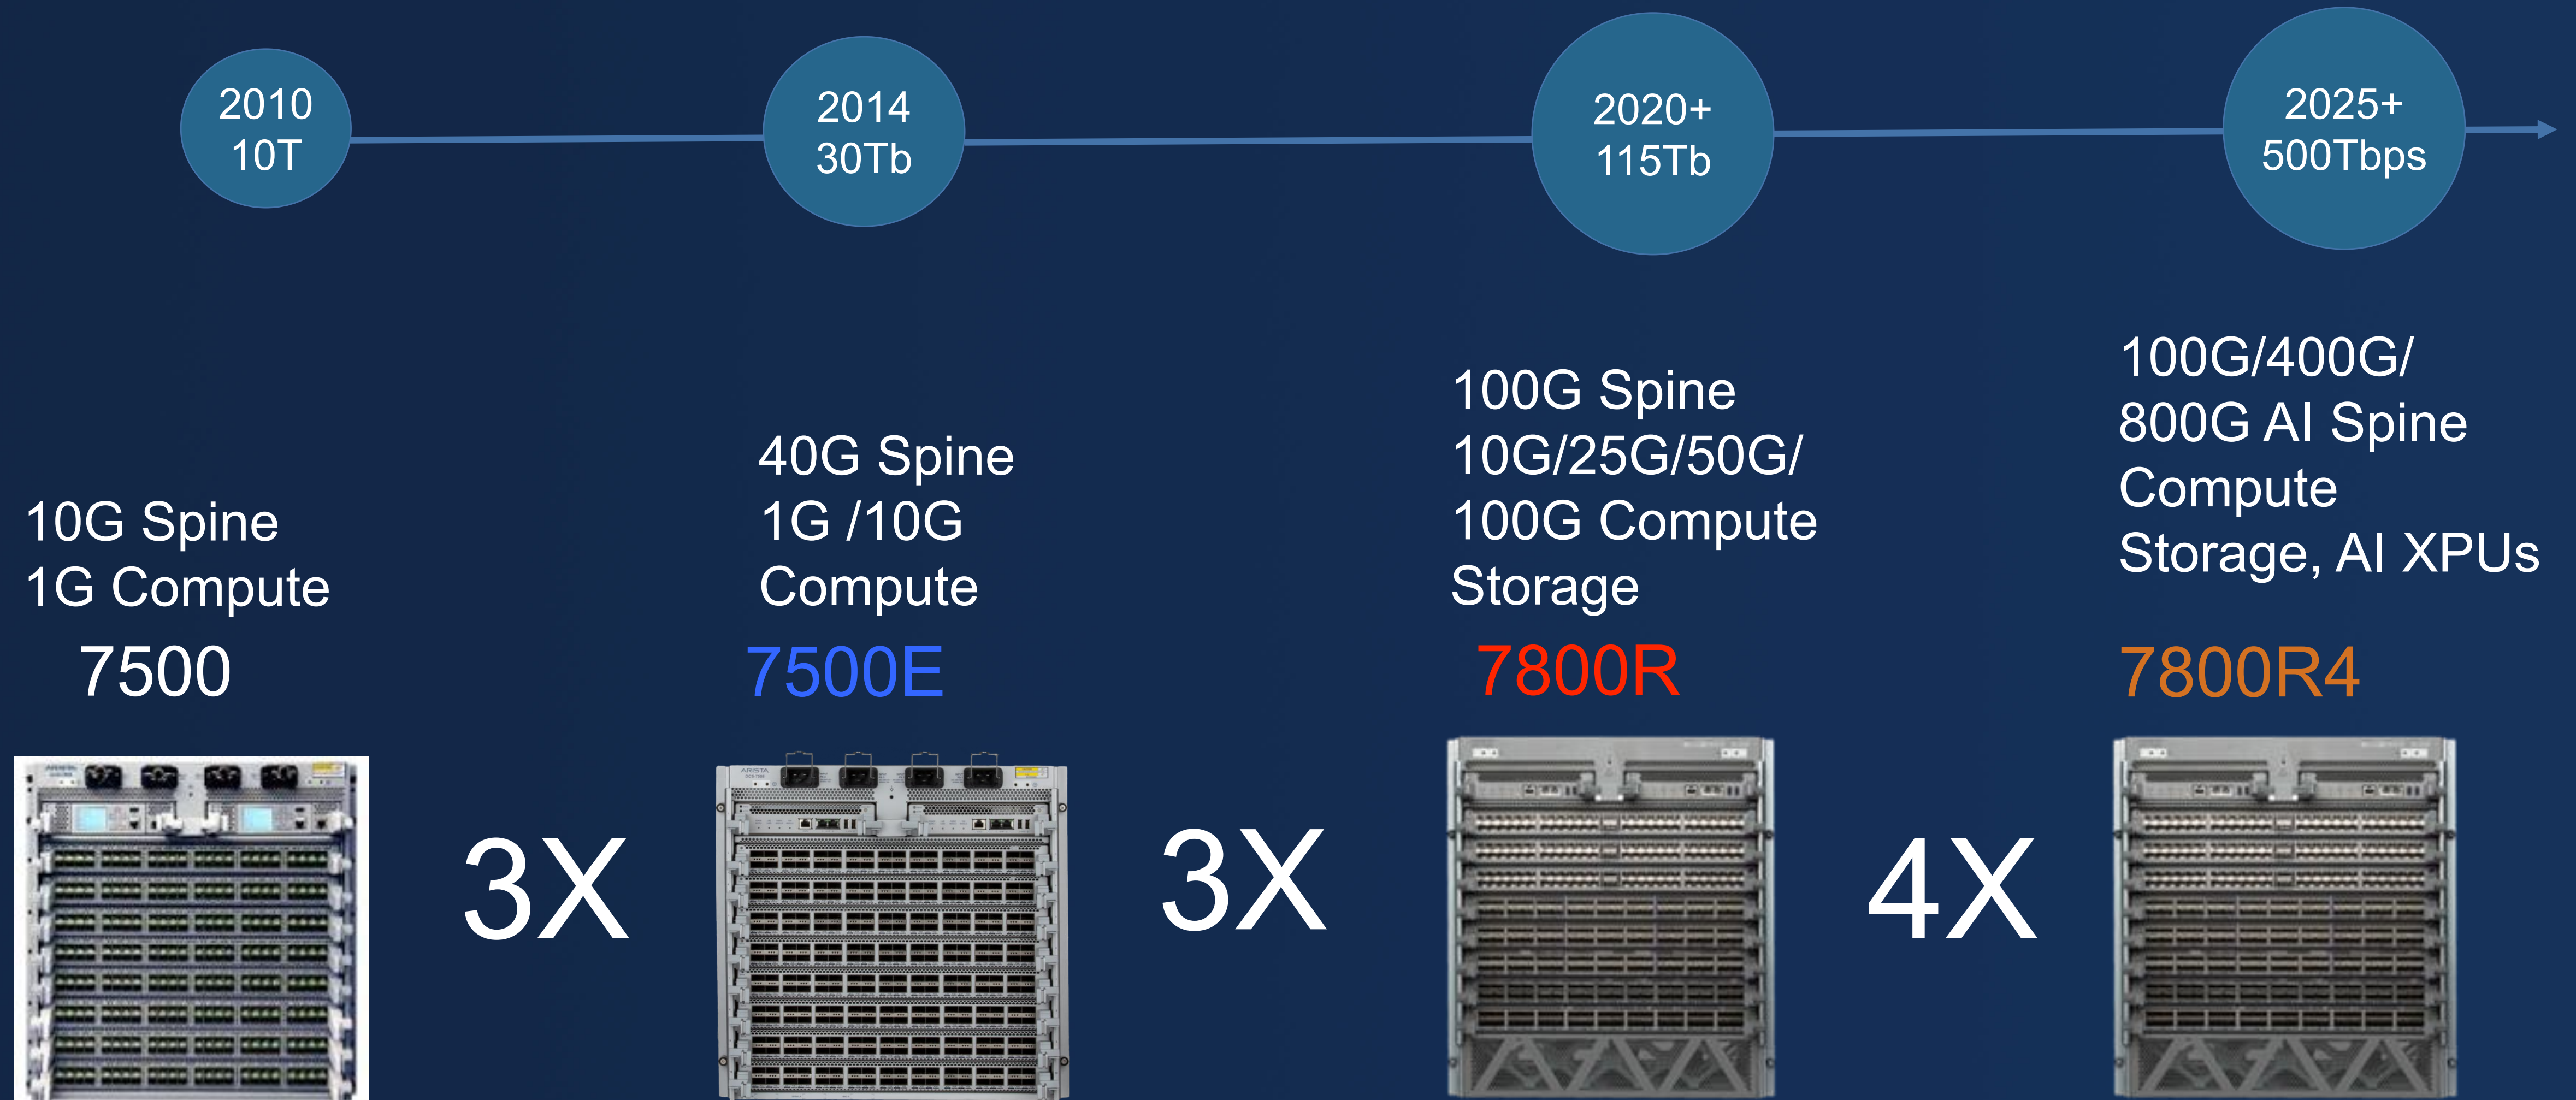 2010
10T
2014
30Tb
2020+
115Tb
2025+
500Tbps
10G Spine
1G Compute
7500
40G Spine
1G /10G
Compute
7500E
100G Spine
10G/25G/50G/
100G Compute
Storage
7800R
100G/400G/
800G AI Spine
Compute
Storage, AI XPUs
7800R4
ARISTA
3X
ARISTA
3X
4X